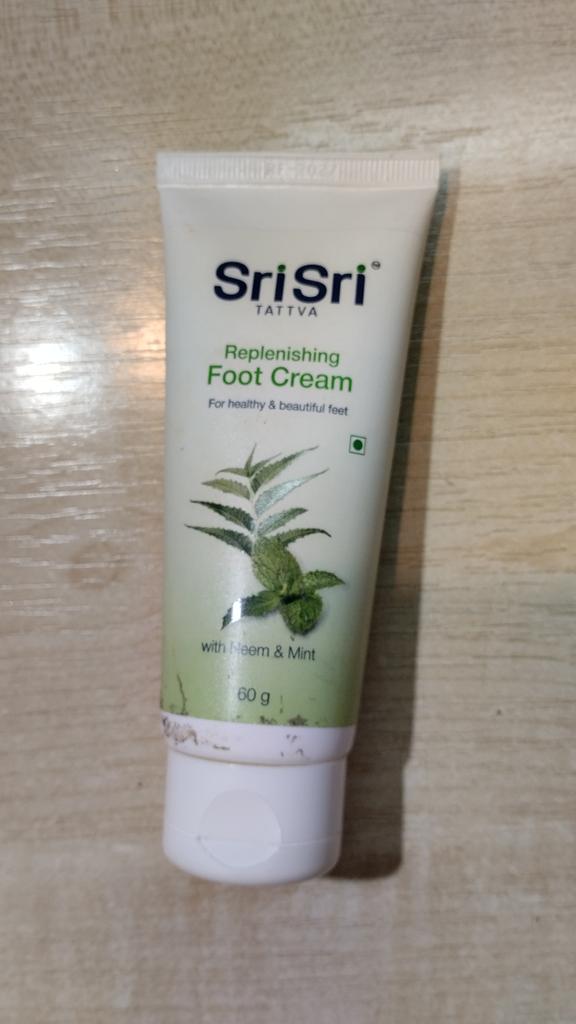 SriSri
TATTVA
Replenishing
Foot Cream
For healthy & beautiful feet
with Neem & Mint
60 g